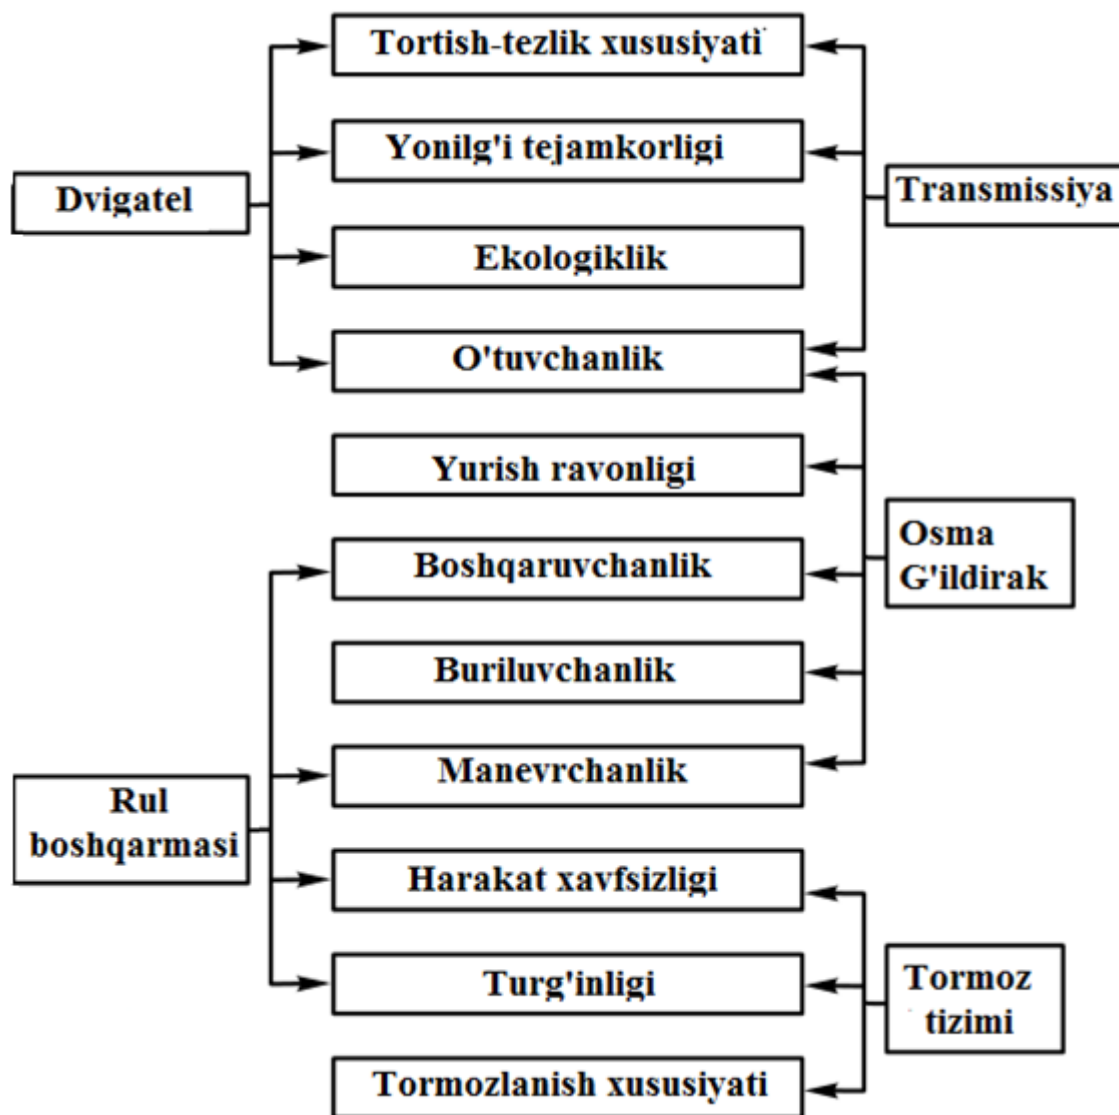 Tortish-tezlik xususiyati
Yonilg'i tejamkorligi
Dvigatel
Transmissiya
Ekologiklik
O'tuvchanlik
Yurish ravonligi
Osma
G'ildirak
Boshqaruvchanlik
Buriluvchanlik
Manevrchanlik
Rul
boshqarmasi
Harakat xavfsizligi
Turg'inligi
Tormoz
tizimi
Tormozlanish xususiyati